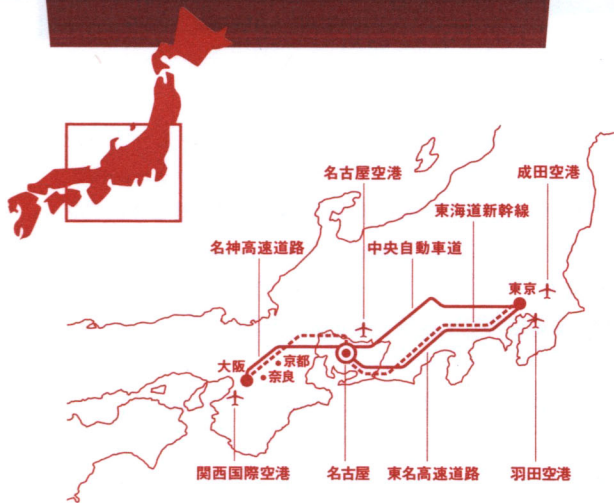 名古屋空港
成田空港
東海道新幹線
名神高速道路
中央自動車道
東京
大阪
京都
奈良
関西国際空港
名古屋
東名高速道路
羽田空港